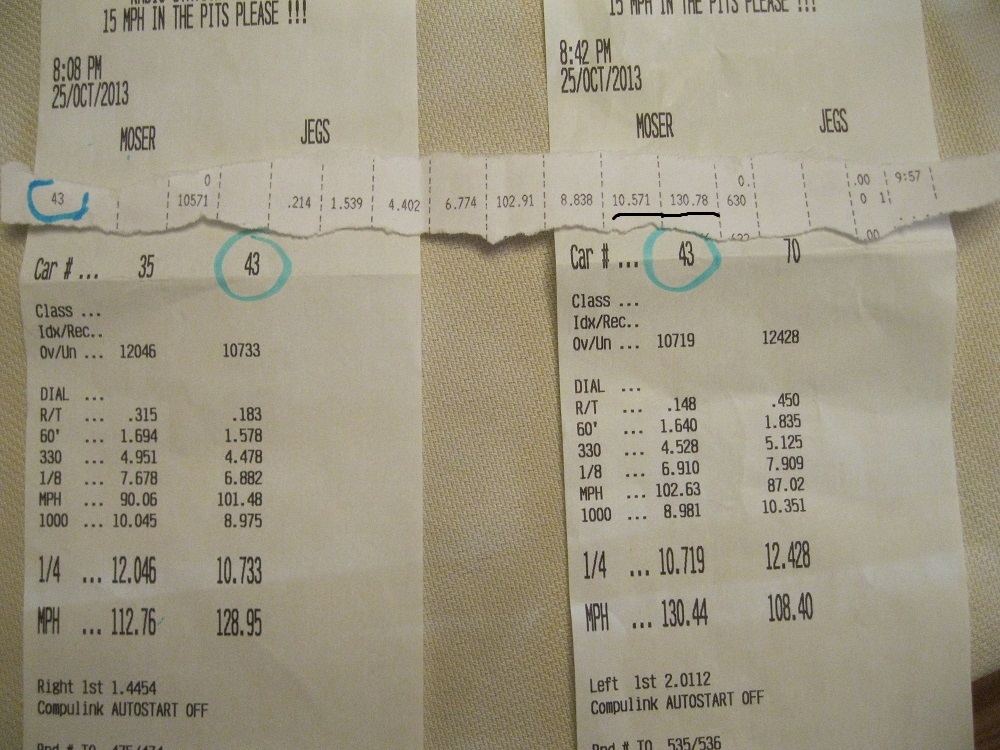 15 MPH IN THE PITS PLEASE !!!
8:08 PM
25/OCT/2013
MOSER JEGS
15 MPH IN THE PITS PLEASE !!!
8:42 PM
25/OCT/2013
MOSER JEGS
0 0. .00 9:57
43 10571 .214 1.539 4.402 6.774 102.91 8.838 10.571 130.78 630 0 1
.00
Car # ... 35 43
Class ...
Idx/Rec..
Ov/Un ... 12046 10733
DIAL ...
R/T ... .315 .183
60' ... 1.694 1.578
330 ... 4.951 4.478
1/8 ... 7.678 6.882
MPH ... 90.06 101.48
1000 ... 10.045 8.975
1/4 ... 12.046 10.733
MPH ... 112.76 128.95
Right 1st 1.4454
Compulink AUTOSTART OFF
Car # ... 43 70
Class ...
Idx/Rec..
Ov/Un ... 10719 12428
DIAL ...
R/T ... .148 .450
60' ... 1.640 1.835
330 ... 4.528 5.125
1/8 ... 6.910 7.909
MPH ... 102.63 87.02
1000 ... 8.981 10.351
1/4 ... 10.719 12.428
MPH ... 130.44 108.40
Left 1st 2.0112
Compulink AUTOSTART OFF
535/536